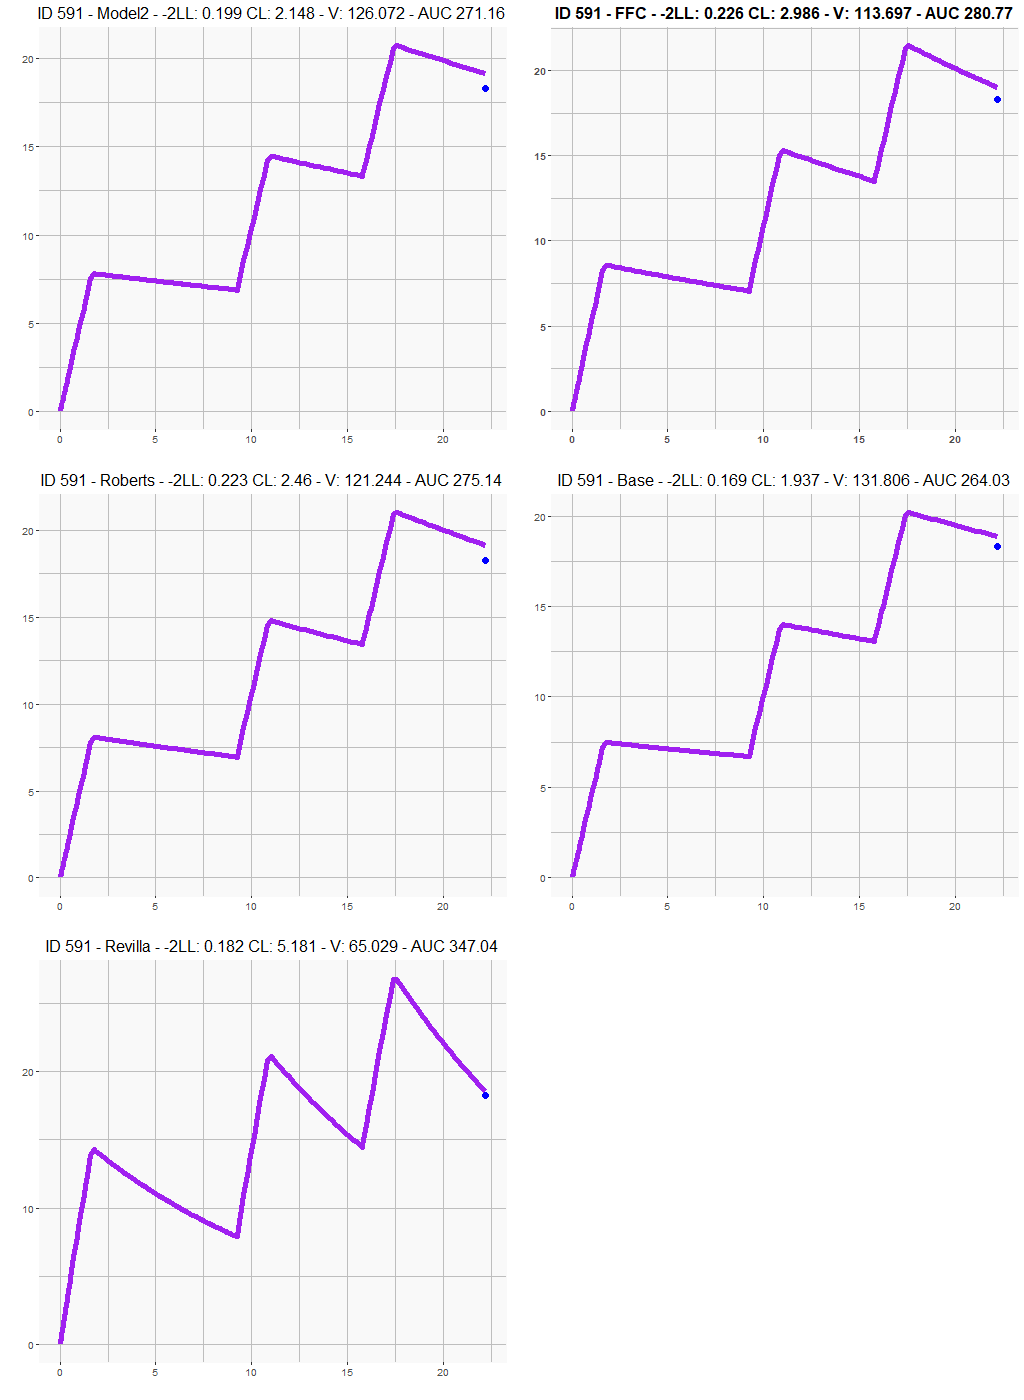 ID 591 - Model2 - -2LL: 0.199 CL: 2.148 - V: 126.072 - AUC 271.16
20
15
10
5
0
0 5 10 15 20
ID 591 - FFC - -2LL: 0.226 CL: 2.986 - V: 113.697 - AUC 280.77
20
15
10
5
0
0 5 10 15 20
ID 591 - Roberts - -2LL: 0.223 CL: 2.46 - V: 121.244 - AUC 275.14
20
15
10
5
0
0 5 10 15 20
ID 591 - Base - -2LL: 0.169 CL: 1.937 - V: 131.806 - AUC 264.03
20
15
10
5
0
0 5 10 15 20
ID 591 - Revilla - -2LL: 0.182 CL: 5.181 - V: 65.029 - AUC 347.04
20
10
0
0 5 10 15 20